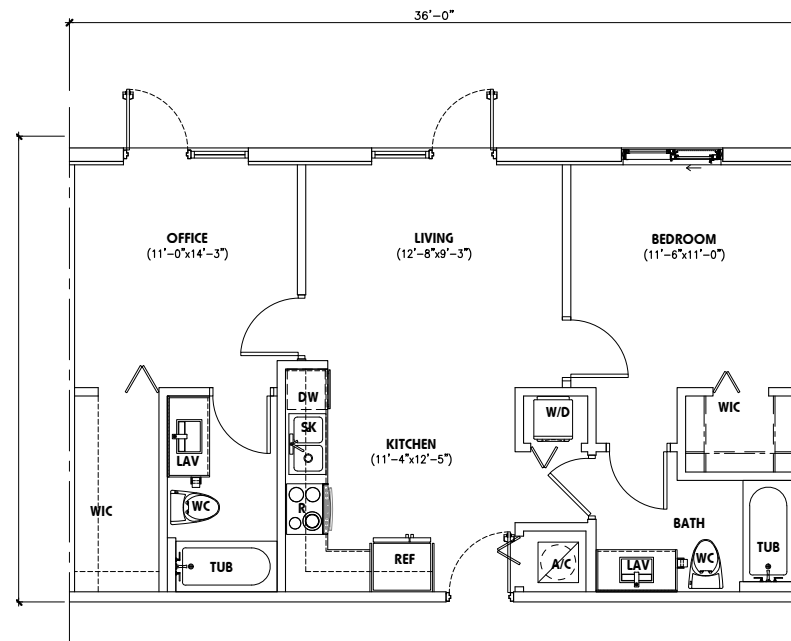 36'-0"
OFFICE
(11'-0"x14'-3")
LIVING
(12'-8"x9'-3")
BEDROOM
(11'-6"x11'-0")
DW
SK
W/D
WIC
KITCHEN
(11'-4"x12'-5")
LAV
WIC
WC
R
BATH
TUB
REF
A/C
LAV
WC
TUB